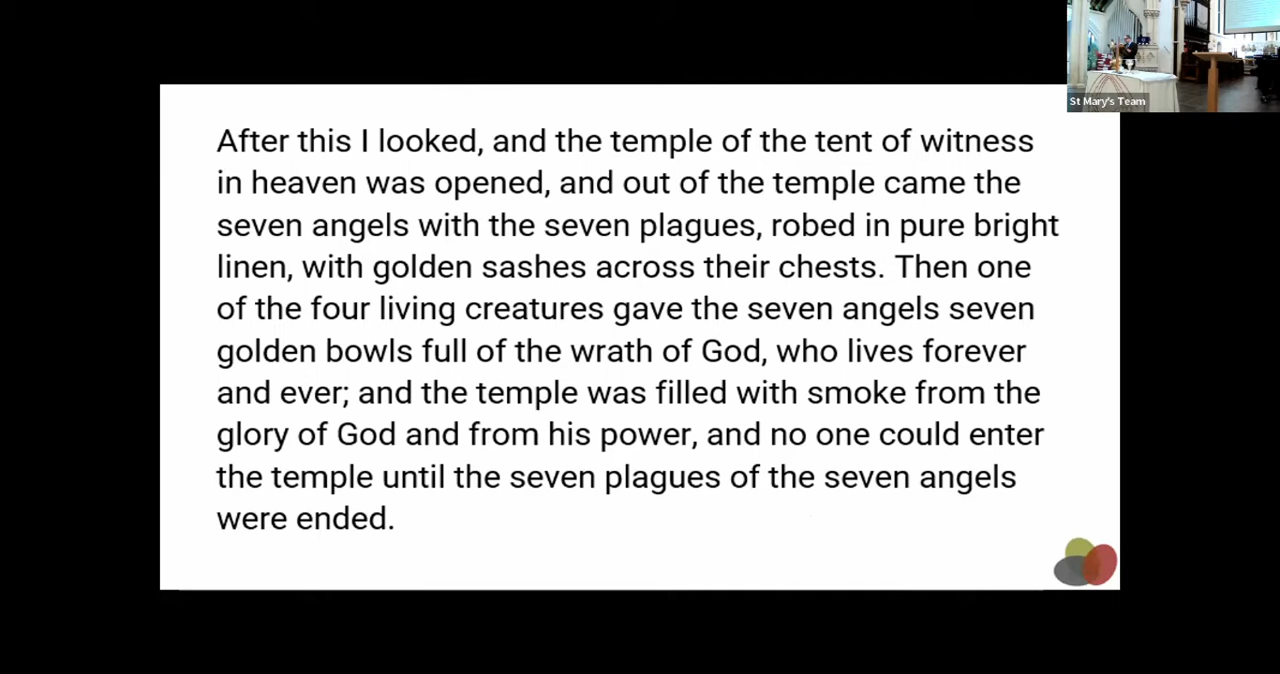 After this I looked, and the temple of the tent of witness
in heaven was opened, and out of the temple came the
seven angels with the seven plagues, robed in pure bright
linen, with golden sashes across their chests. Then one
of the four living creatures gave the seven angels seven
golden bowls full of the wrath of God, who lives forever
and ever; and the temple was filled with smoke from the
glory of God and from his power, and no one could enter
the temple until the seven plagues of the seven angels
were ended.
St Mary's Team